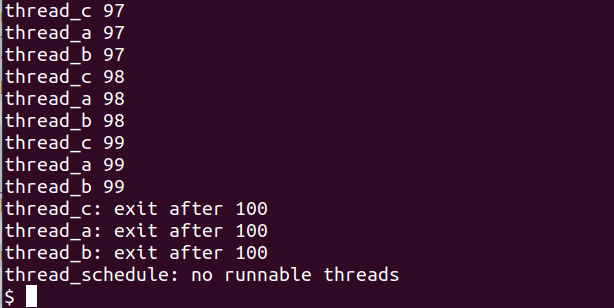 thread_c 97
thread_a 97
thread_b 97
thread_c 98
thread_a 98
thread_b 98
thread_c 99
thread_a 99
thread_b 99
thread_c: exit after 100
thread_a: exit after 100
thread_b: exit after 100
thread_schedule: no runnable threads
$